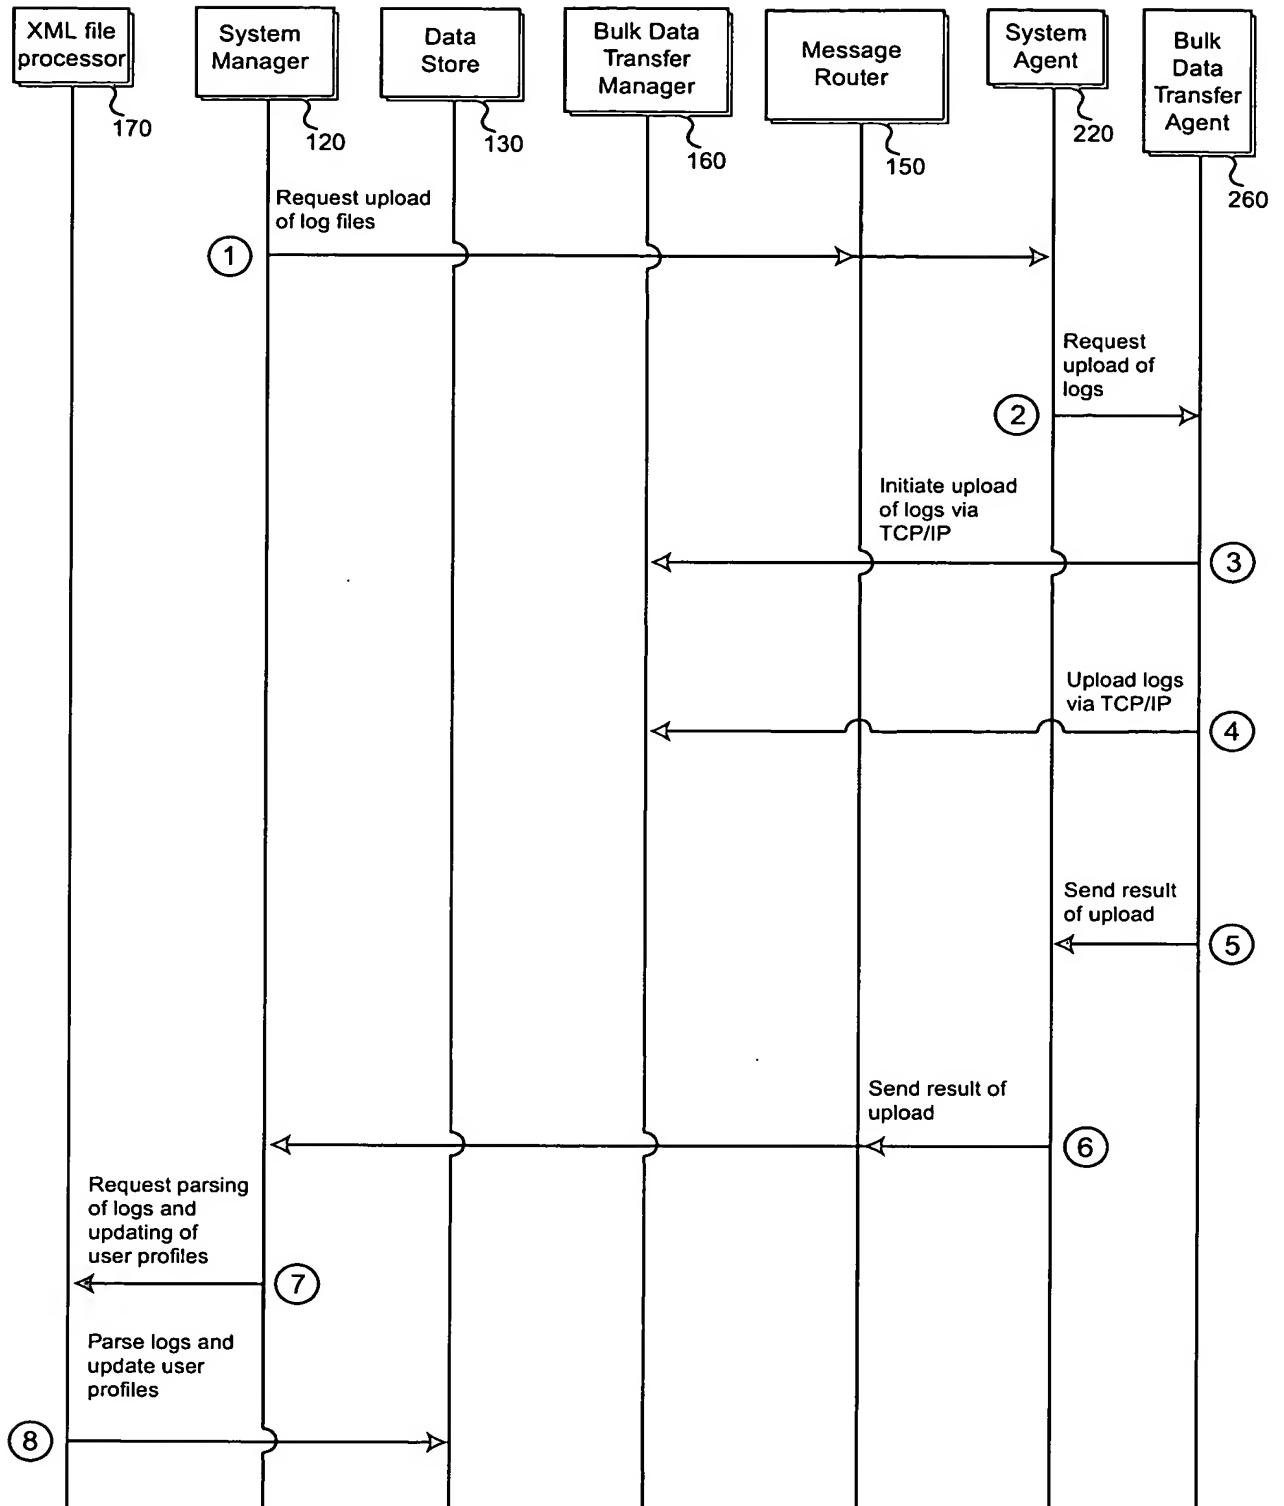 XML file
processor
170
System
Manager
120
Data
Store
130
Bulk Data
Transfer
Manager
160
Message
Router
150
System
Agent
220
Bulk
Data
Transfer
Agent
260
Request upload
of log files
1
Request
upload of
logs
2
Initiate upload
of logs via
TCP/IP
3
Upload logs
via TCP/IP
4
Send result
of upload
5
Send result of
upload
6
Request parsing
of logs and
updating of
user profiles
7
Parse logs and
update user
profiles
8